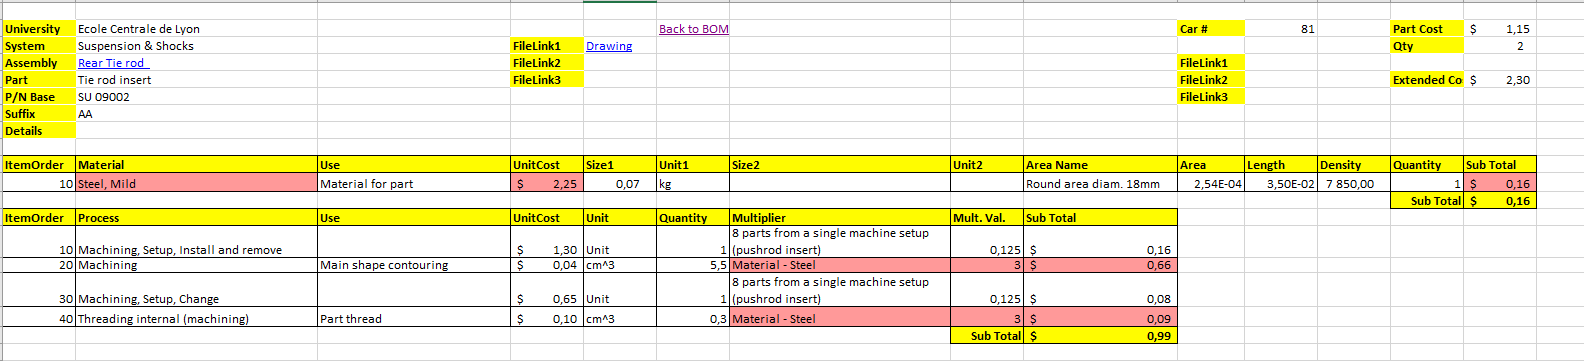 University Ecole Centrale de Lyon Back to BOM Car # 81 Part Cost $ 1,15
System Suspension & Shocks FileLink1 Drawing Qty 2
Assembly Rear Tie rod FileLink2 FileLink1
Part Tie rod insert FileLink3 FileLink2 Extended Co $ 2,30
P/N Base SU 09002 FileLink3
Suffix AA
Details
ItemOrder Material Use UnitCost Size1 Unit1 Size2 Unit2 Area Name Area Length Density Quantity Sub Total
10 Steel, Mild Material for part $ 2,25 0,07 kg Round area diam. 18mm 2,54E-04 3,50E-02 7 850,00 1 $ 0,16
Sub Total $ 0,16
ItemOrder Process Use UnitCost Unit Quantity Multiplier Mult. Val. Sub Total
8 parts from a single machine setup
10 Machining, Setup, Install and remove $ 1,30 Unit 1 (pushrod insert) 0,125 $ 0,16
20 Machining Main shape contouring $ 0,04 cm^3 5,5 Material - Steel 3 $ 0,66
8 parts from a single machine setup
30 Machining, Setup, Change $ 0,65 Unit 1 (pushrod insert) 0,125 $ 0,08
40 Threading internal (machining) Part thread $ 0,10 cm^3 0,3 Material - Steel 3 $ 0,09
Sub Total $ 0,99